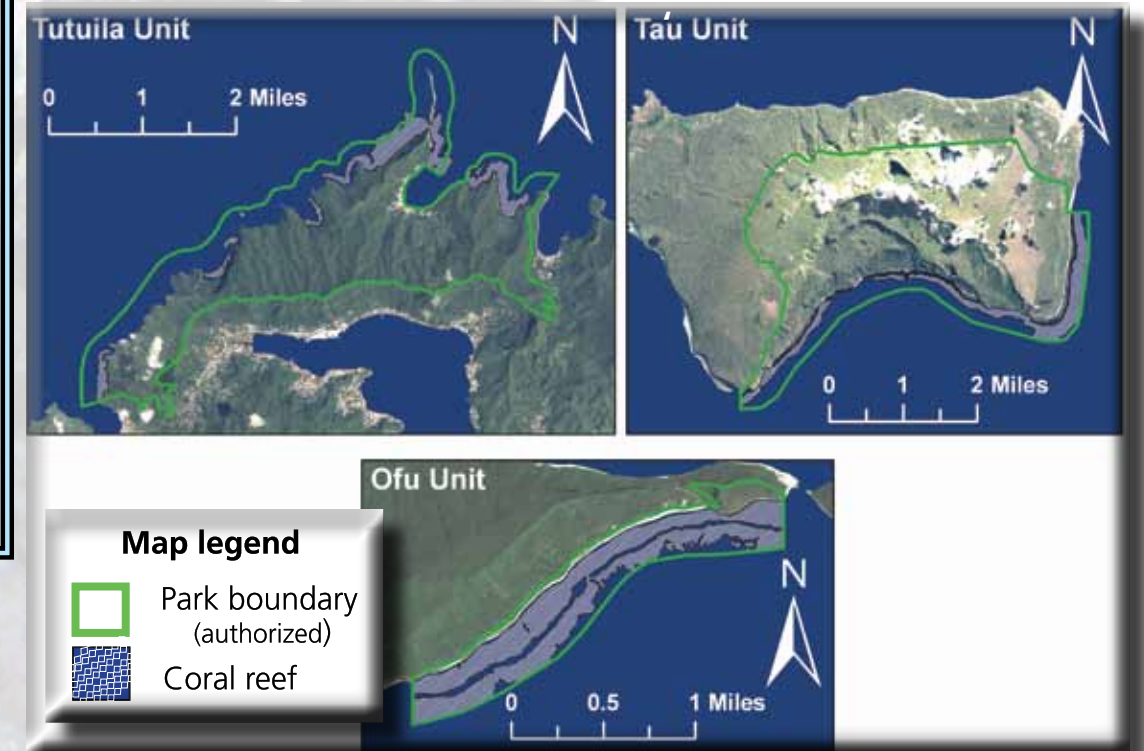 Tutuila Unit
N
0 1 2 Miles
Ta'u Unit
N
0 1 2 Miles
Ofu Unit
N
0 0.5 1 Miles
Map legend
Park boundary
(authorized)
Coral reef